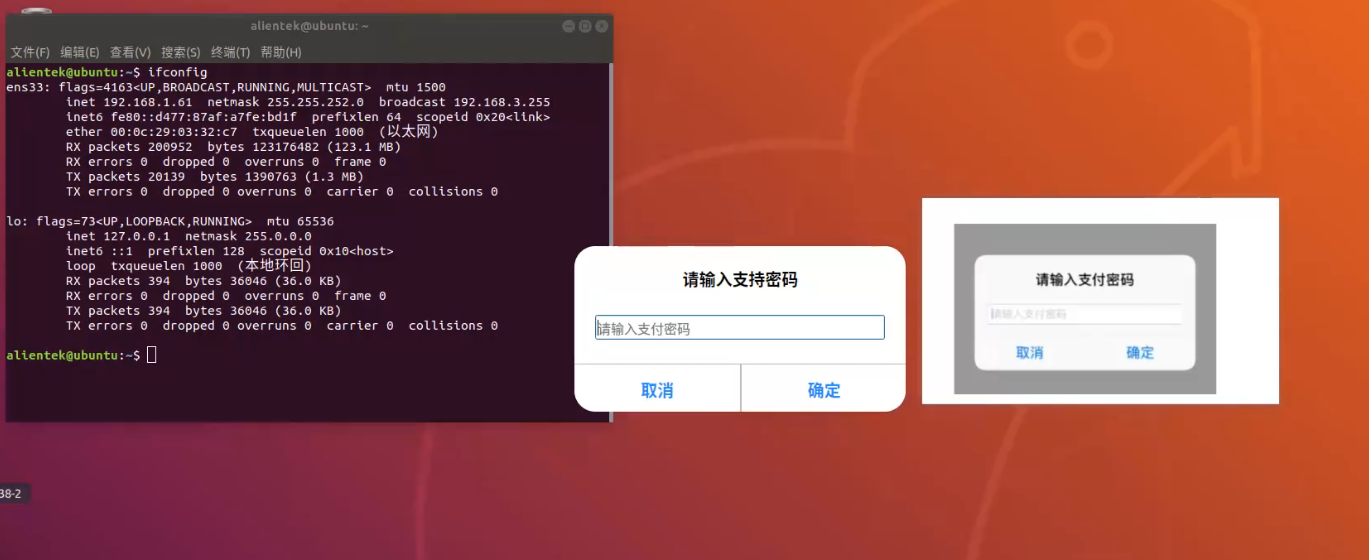 alientek@ubuntu: ~
文件(F) 编辑(E) 查看(V) 搜索(S) 终端(T) 帮助(H)
alientek@ubuntu:~$ ifconfig
ens33: flags=4163<UP,BROADCAST,RUNNING,MULTICAST>  mtu 1500
        inet 192.168.1.61  netmask 255.255.252.0  broadcast 192.168.3.255
        inet6 fe80::d477:87af:a7fe:bd1f  prefixlen 64  scopeid 0x20<link>
        ether 00:0c:29:03:32:c7  txqueuelen 1000  (以太网)
        RX packets 200952  bytes 123176482 (123.1 MB)
        RX errors 0  dropped 0  overruns 0  frame 0
        TX packets 20139  bytes 1390763 (1.3 MB)
        TX errors 0  dropped 0 overruns 0  carrier 0  collisions 0
lo: flags=73<UP,LOOPBACK,RUNNING>  mtu 65536
        inet 127.0.0.1  netmask 255.0.0.0
        inet6 ::1  prefixlen 128  scopeid 0x10<host>
        loop  txqueuelen 1000  (本地环回)
        RX packets 394  bytes 36046 (36.0 KB)
        RX errors 0  dropped 0  overruns 0  frame 0
        TX packets 394  bytes 36046 (36.0 KB)
        TX errors 0  dropped 0 overruns 0  carrier 0  collisions 0
alientek@ubuntu:~$
请输入支持密码
请输入支付密码
取消 确定
请输入支付密码
请输入支付密码
取消 确定
38-2